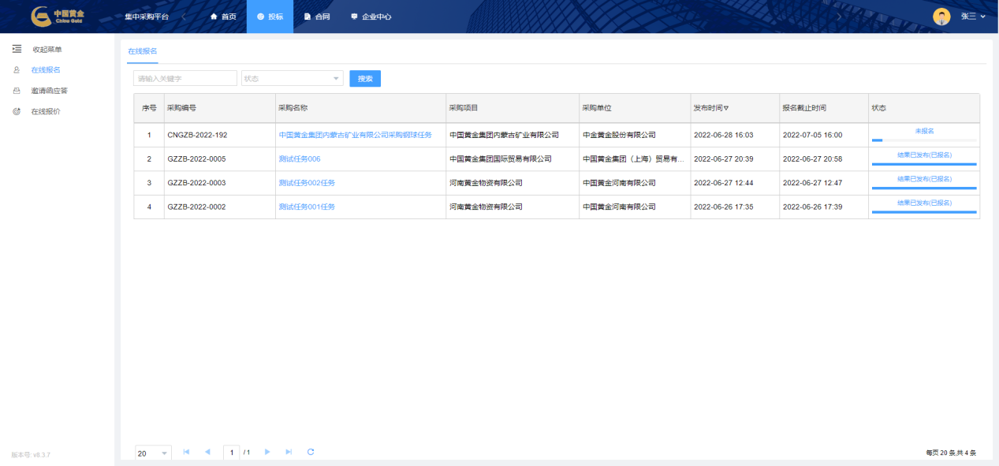 中国黄金
China Gold
集中采购平台 首页 投标 合同 企业中心 张三
收起菜单
在线报名
邀请函应答
在线报价
在线报名
请输入关键字 状态 搜索
序号 采购编号 采购名称 采购项目 采购单位 发布时间 报名截止时间 状态
1 CNGZB-2022-192 中国黄金集团内蒙古矿业有限公司采购钢球任务 中国黄金集团内蒙古矿业有限公司 中金黄金股份有限公司 2022-06-28 16:03 2022-07-05 16:00 未报名
2 GZZB-2022-0005 测试任务006 中国黄金集团国际贸易有限公司 中国黄金集团（上海）贸易有... 2022-06-27 20:39 2022-06-27 20:58 结果已发布(已报名)
3 GZZB-2022-0003 测试任务002任务 河南黄金物资有限公司 中国黄金河南有限公司 2022-06-27 12:44 2022-06-27 12:47 结果已发布(已报名)
4 GZZB-2022-0002 测试任务001任务 河南黄金物资有限公司 中国黄金河南有限公司 2022-06-26 17:35 2022-06-26 17:39 结果已发布(已报名)
版本号: v8.3.7
20 1 /1 每页 20 条,共 4 条